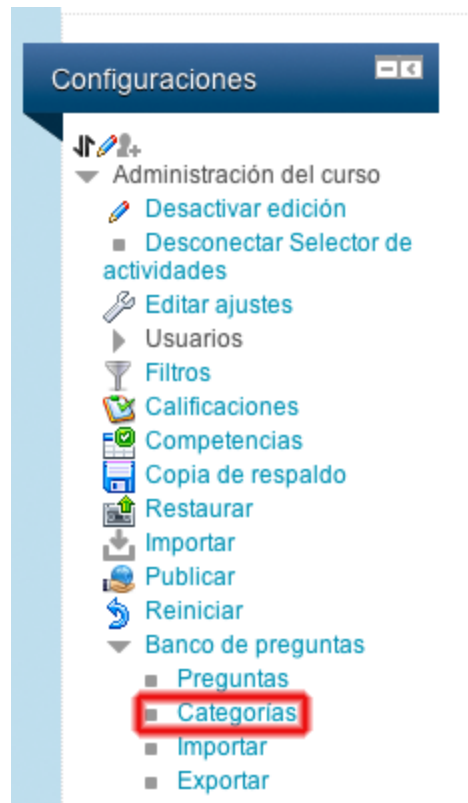 Configuraciones
Administración del curso
Desactivar edición
Desconectar Selector de
actividades
Editar ajustes
Usuarios
Filtros
Calificaciones
Competencias
Copia de respaldo
Restaurar
Importar
Publicar
Reiniciar
Banco de preguntas
Preguntas
Categorías
Importar
Exportar